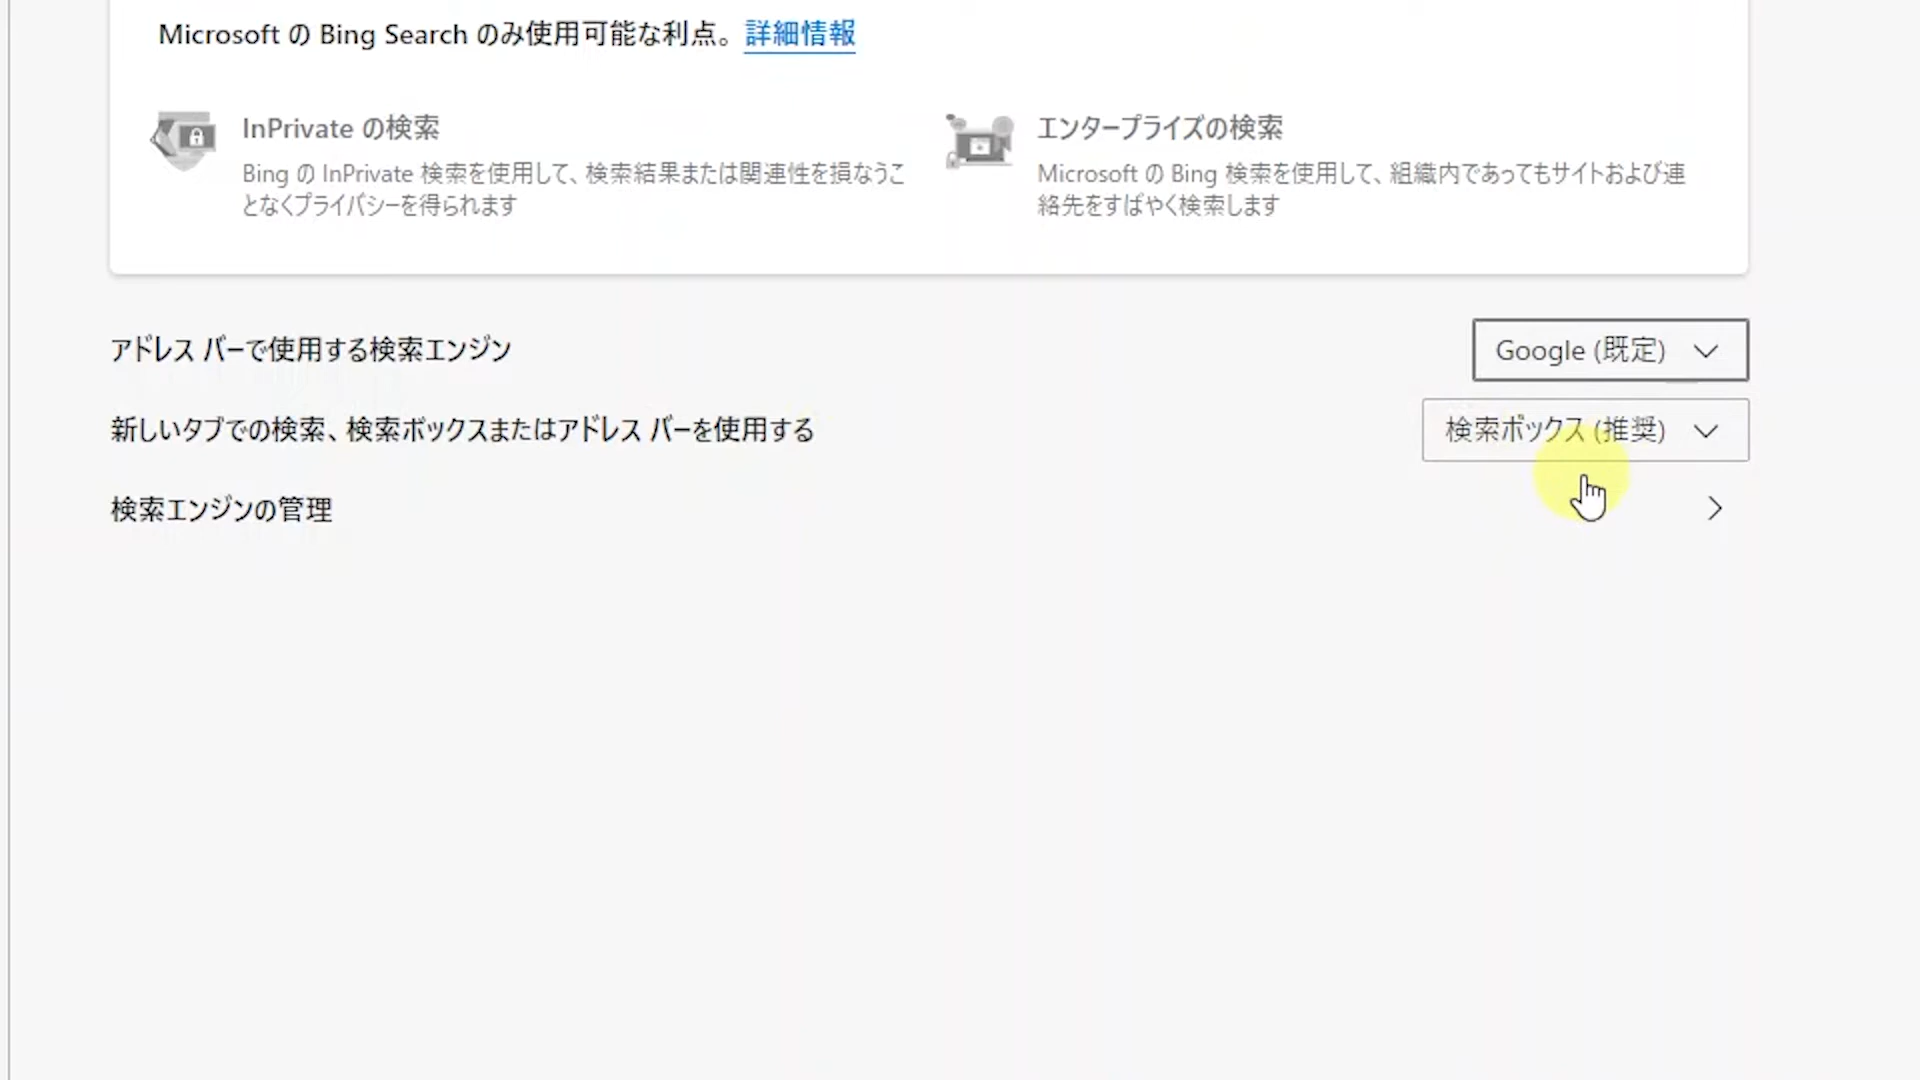 Microsoft の Bing Search のみ使用可能な利点。 詳細情報
InPrivate の検索
Bing の InPrivate 検索を使用して、検索結果または関連性を損なうこ
となくプライバシーを得られます
エンタープライズの検索
Microsoft の Bing 検索を使用して、組織内であってもサイトおよび連
絡先をすばやく検索します
アドレス バーで使用する検索エンジン
Google (既定)
新しいタブでの検索、検索ボックスまたはアドレス バーを使用する
検索ボックス (推奨)
検索エンジンの管理